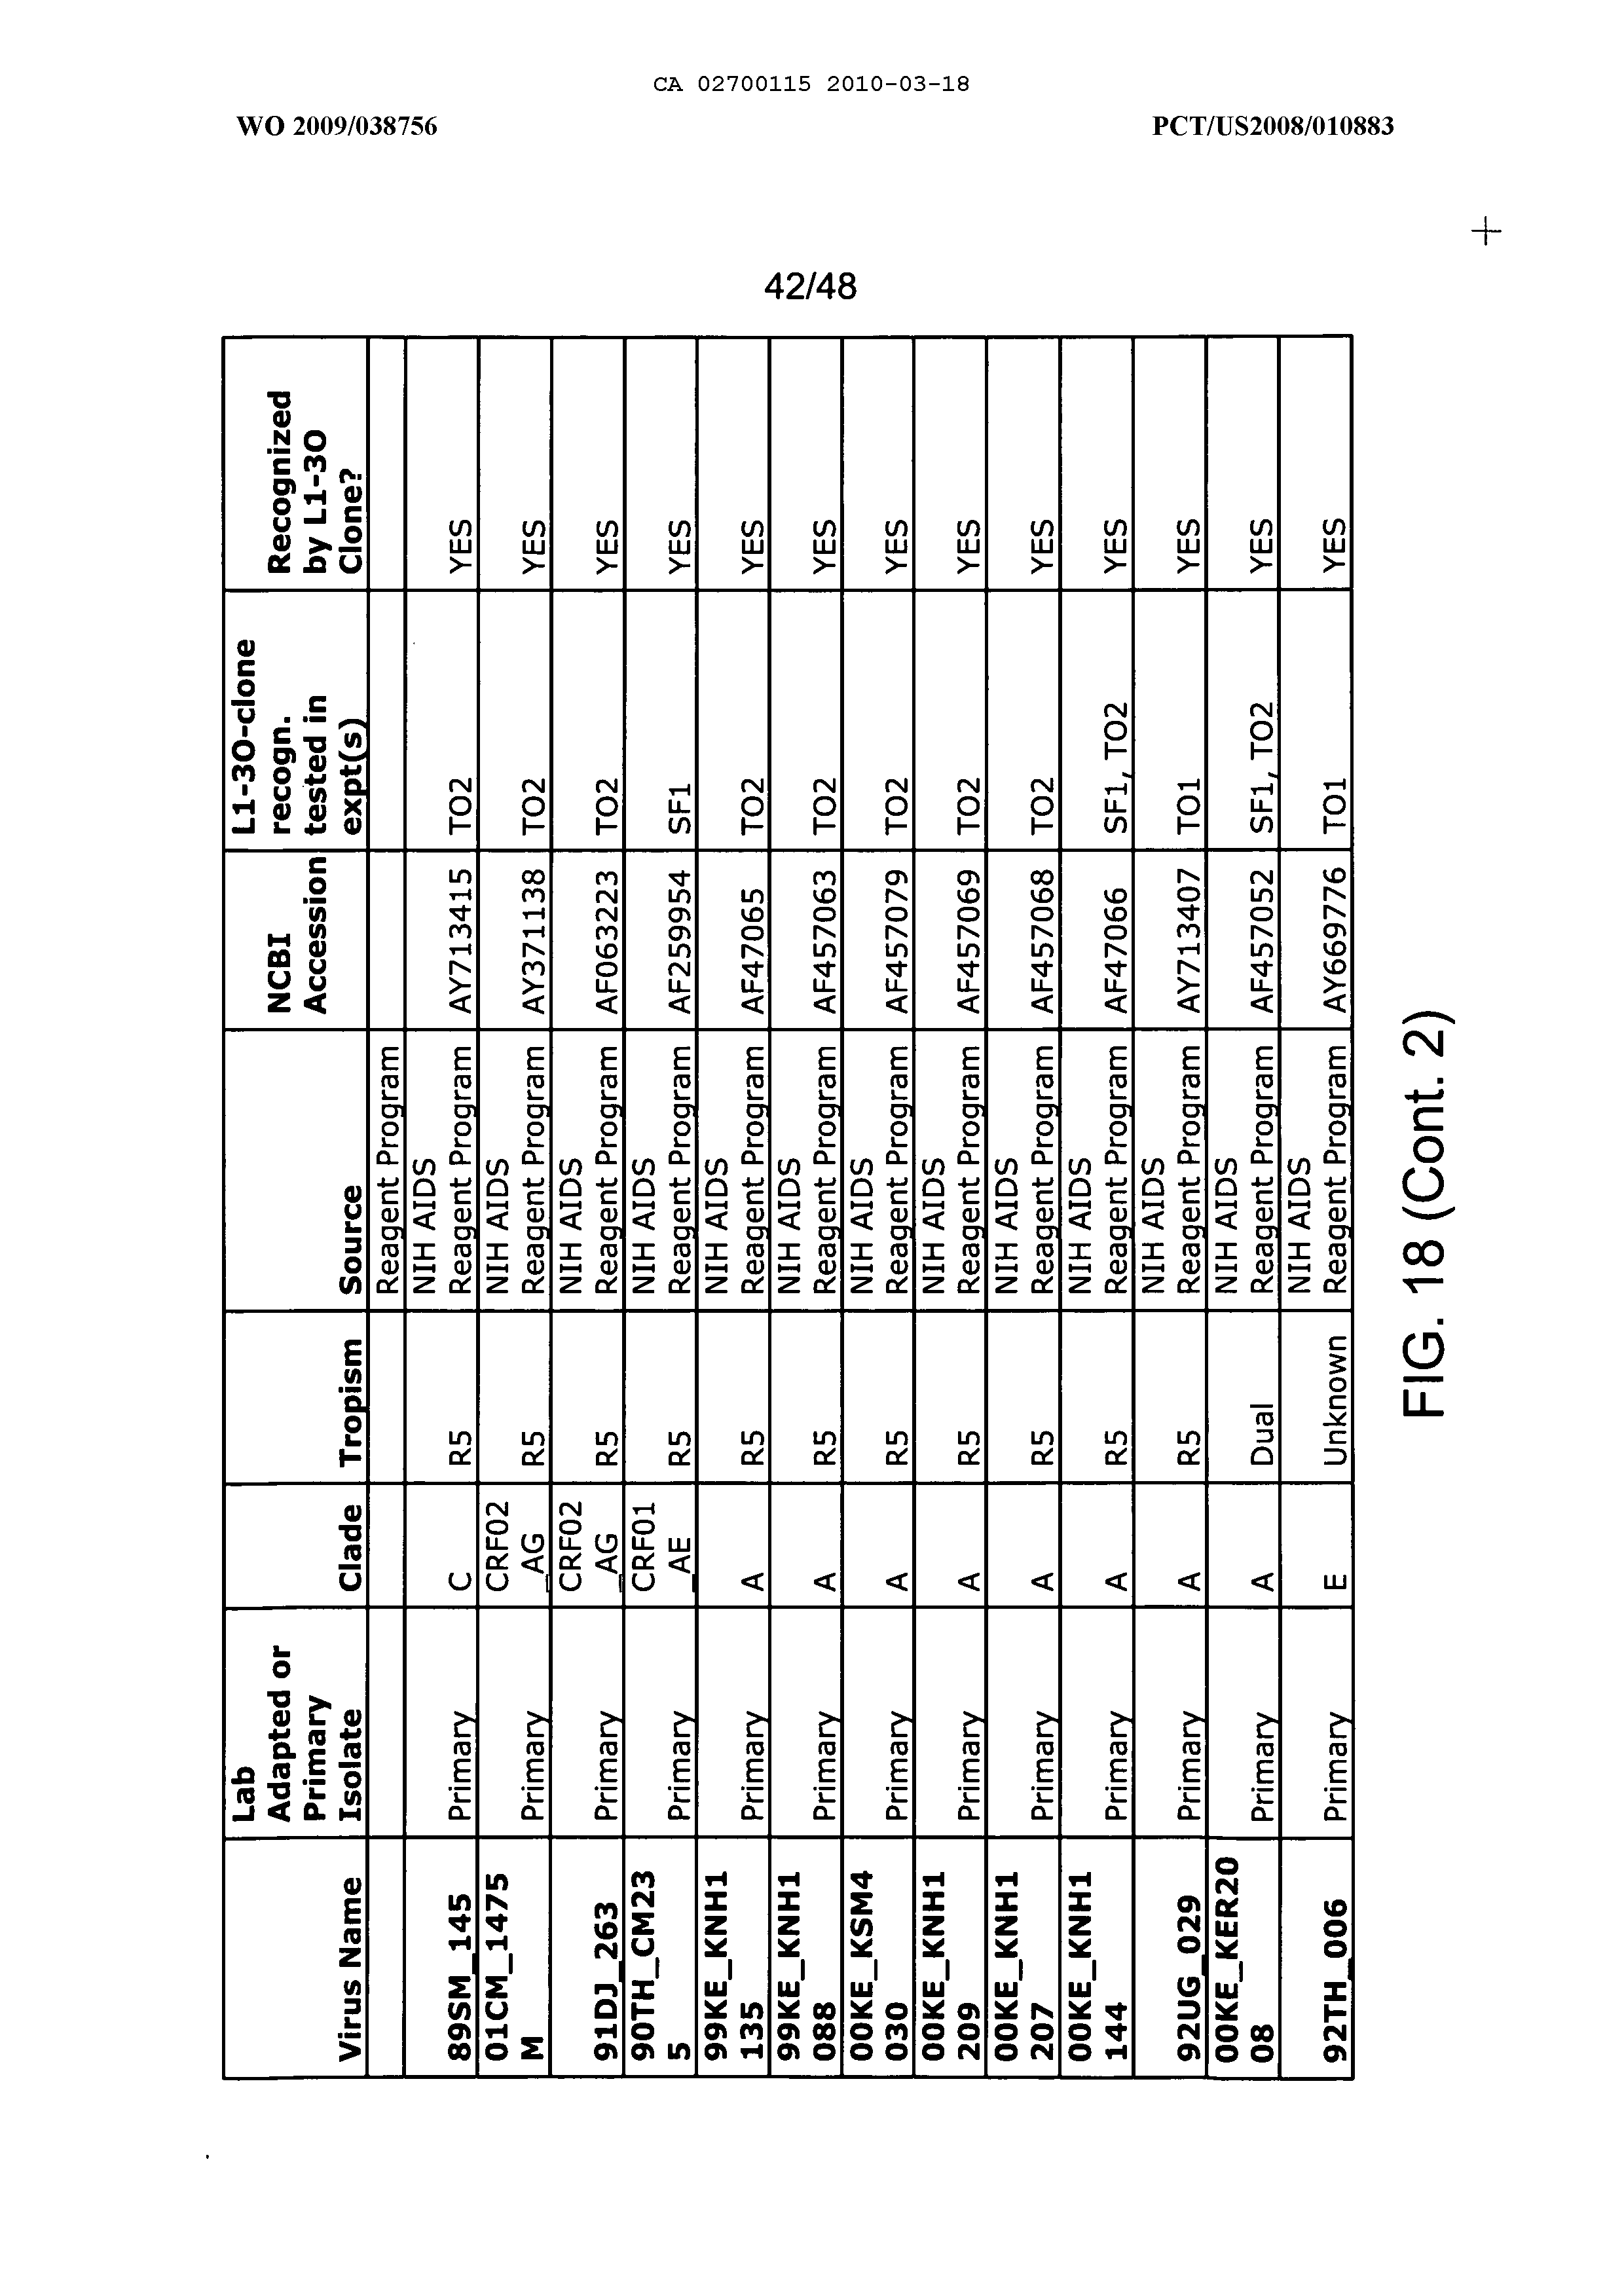 CA 02700115 2010-03-18
WO 2009/038756
PCT/US2008/010883
42/48
Virus Name
Lab
Adapted or
Primary
Isolate
Clade
Tropism
Source
NCBI
Accession
L1-3O-clone
recogn.
tested in
expt(s)
Recognized
by L1-3O
Clone?
Reagent Program
89SM_145
Primary
C
R5
NIH AIDS
Reagent Program
AY713415
TO2
YES
01CM_1475
M
Primary
CRF02
_AG
R5
NIH AIDS
Reagent Program
AY371138
TO2
YES
91DJ_263
Primary
CRF02
_AG
R5
NIH AIDS
Reagent Program
AF063223
TO2
YES
90TH_CM23
5
Primary
CRF01
_AE
R5
NIH AIDS
Reagent Program
AF259954
SF1
YES
99KE_KNH1
135
Primary
A
R5
NIH AIDS
Reagent Program
AF47065
TO2
YES
99KE_KNH1
088
Primary
A
R5
NIH AIDS
Reagent Program
AF457063
TO2
YES
00KE_KSM4
030
Primary
A
R5
NIH AIDS
Reagent Program
AF457079
TO2
YES
00KE_KNH1
209
Primary
A
R5
NIH AIDS
Reagent Program
AF457069
TO2
YES
00KE_KNH1
207
Primary
A
R5
NIH AIDS
Reagent Program
AF457068
TO2
YES
00KE_KNH1
144
Primary
A
R5
NIH AIDS
Reagent Program
AF47066
SF1, TO2
YES
92UG_029
Primary
A
R5
NIH AIDS
Reagent Program
AY713407
TO1
YES
00KE_KER20
08
Primary
A
Dual
NIH AIDS
Reagent Program
AF457052
SF1, TO2
YES
92TH_006
Primary
E
Unknown
NIH AIDS
Reagent Program
AY669776
TO1
YES
FIG. 18 (Cont. 2)